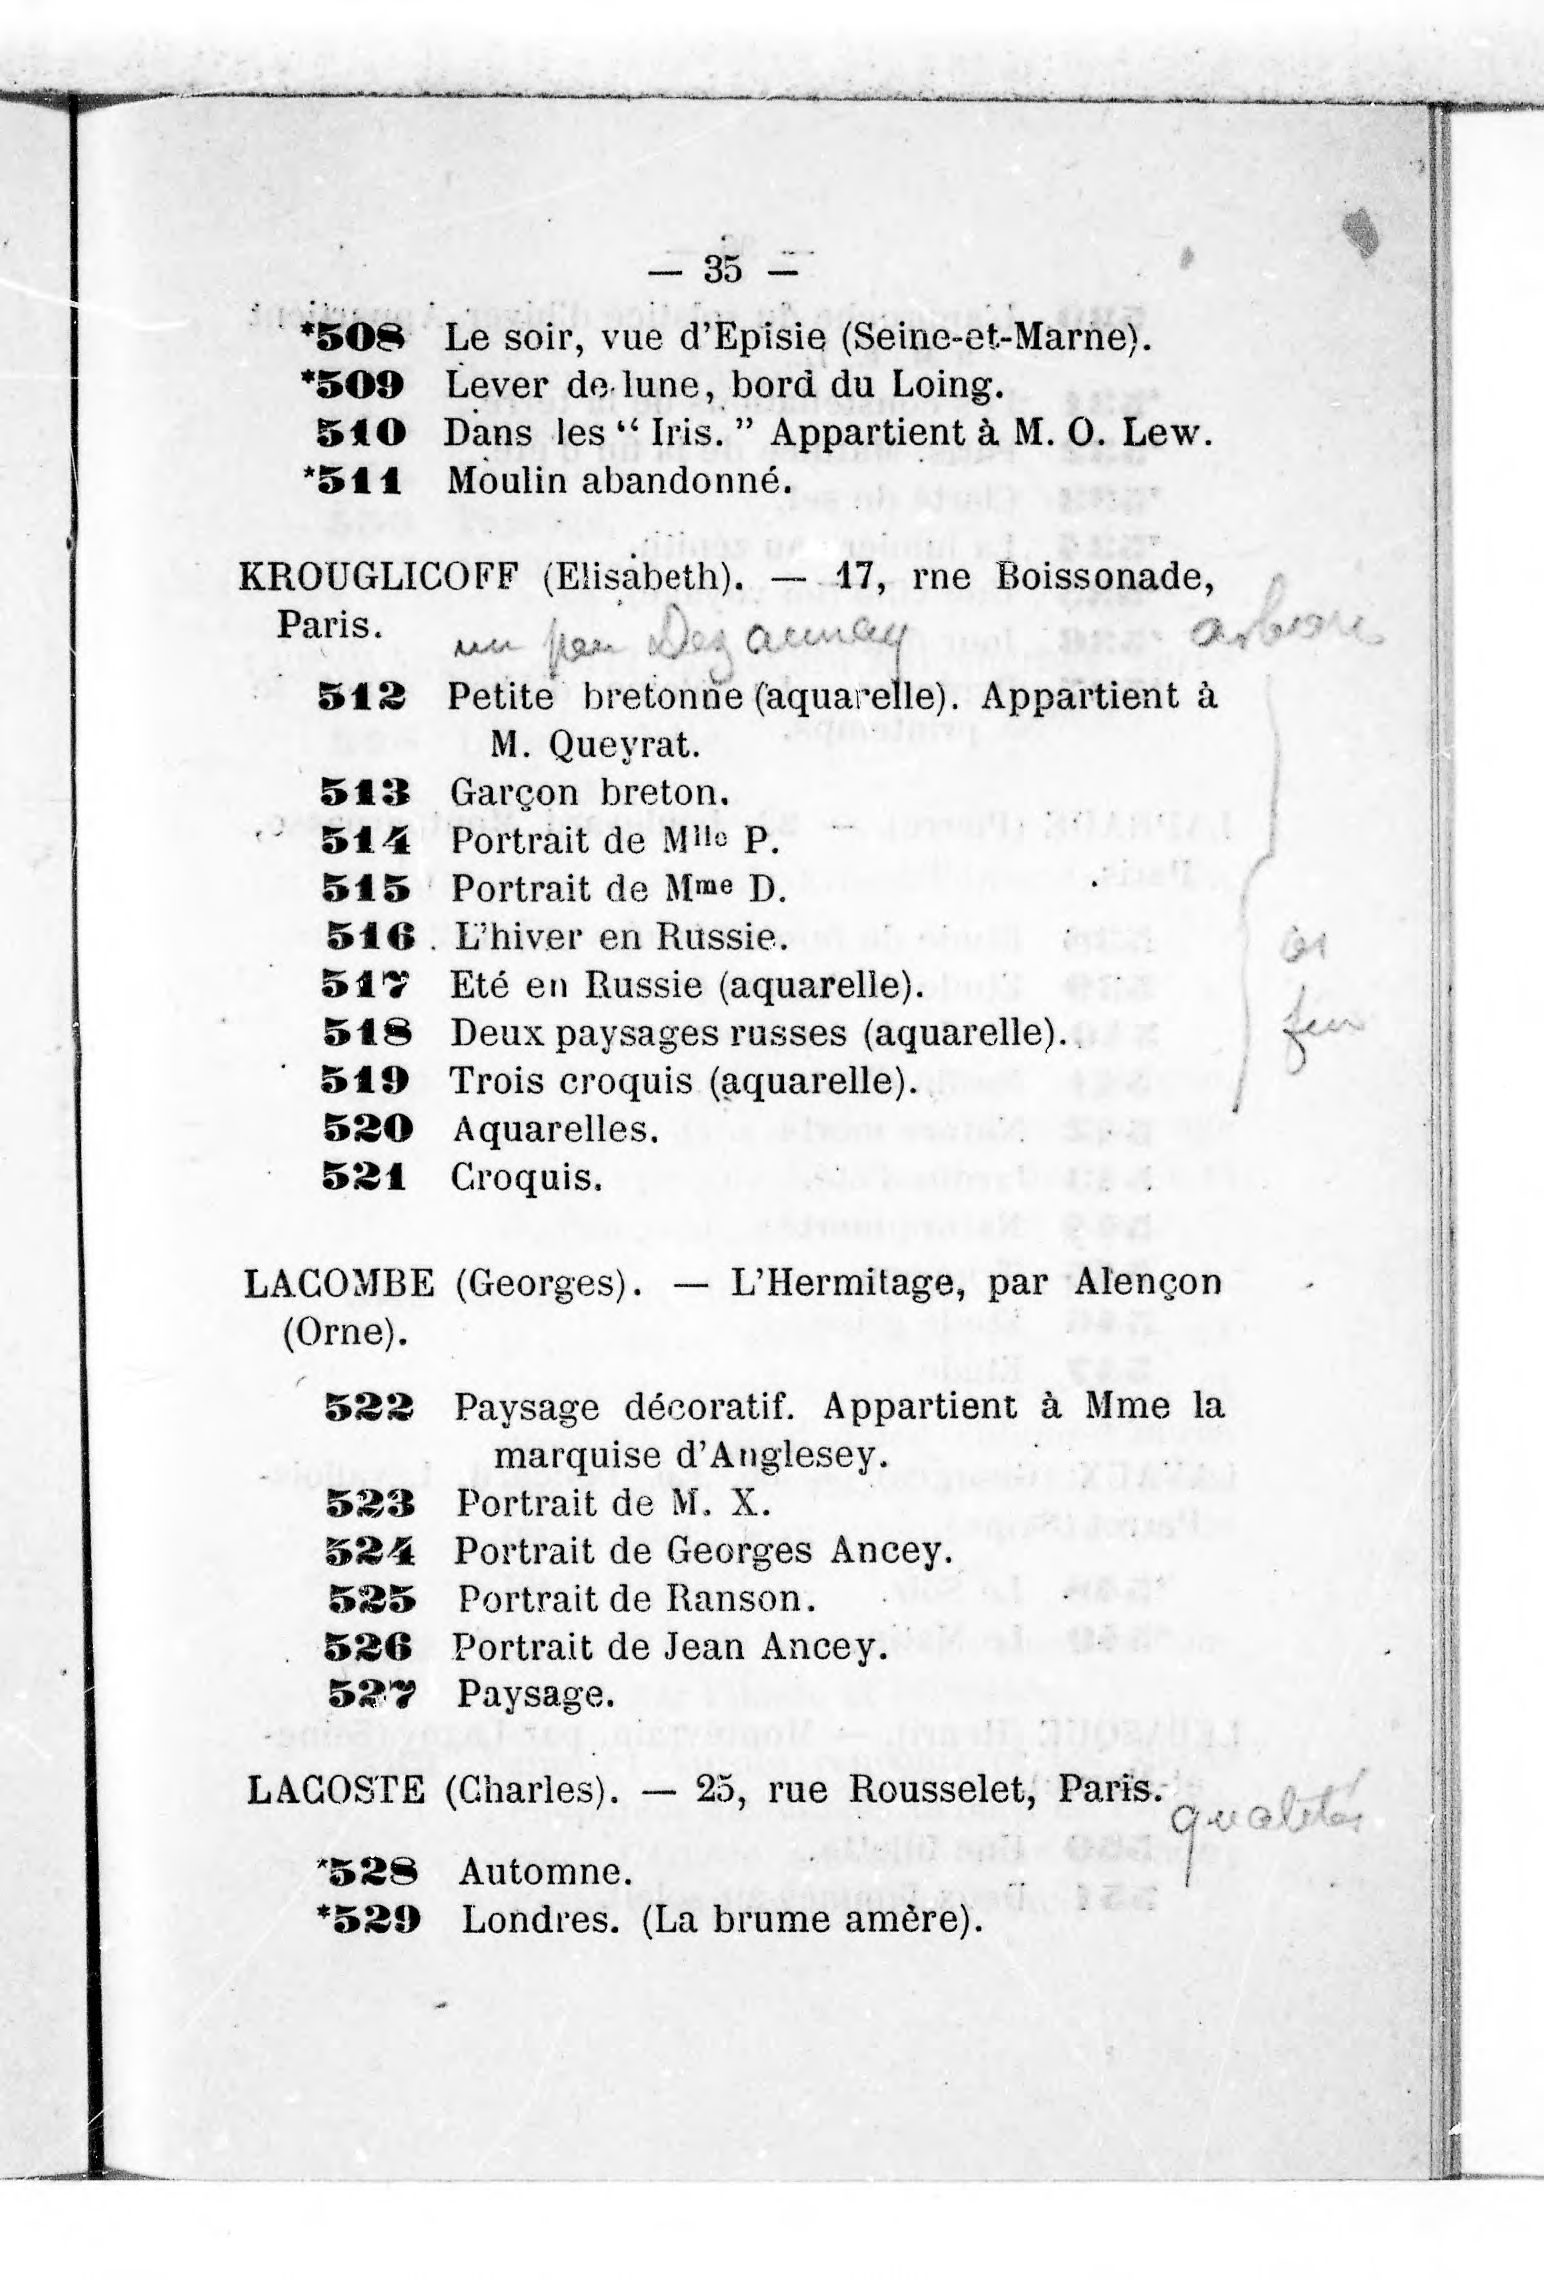 — 35 —
*508 Le soir, vue d'Episie (Seine-et-Marne).
*509 Lever de lune, bord du Loing.
510 Dans les “ Iris. ” Appartient à M. O. Lew.
*511 Moulin abandonné.
KROUGLICOFF (Elisabeth). — 17, rne Boissonade,
Paris.
un peu Dezaunay
512 Petite bretonne (aquarelle). Appartient à
M. Queyrat.
513 Garçon breton.
514 Portrait de Mlle P.
515 Portrait de Mme D.
516 L'hiver en Russie.
517 Eté en Russie (aquarelle).
518 Deux paysages russes (aquarelle).
519 Trois croquis (aquarelle).
520 Aquarelles.
521 Croquis.
LACOMBE (Georges). — L'Hermitage, par Alençon
(Orne).
522 Paysage décoratif. Appartient à Mme la
marquise d'Anglesey.
523 Portrait de M. X.
524 Portrait de Georges Ancey.
525 Portrait de Ranson.
526 Portrait de Jean Ancey.
527 Paysage.
LACOSTE (Charles). — 25, rue Rousselet, Paris.
qualités
*528 Automne.
*529 Londres. (La brume amère).